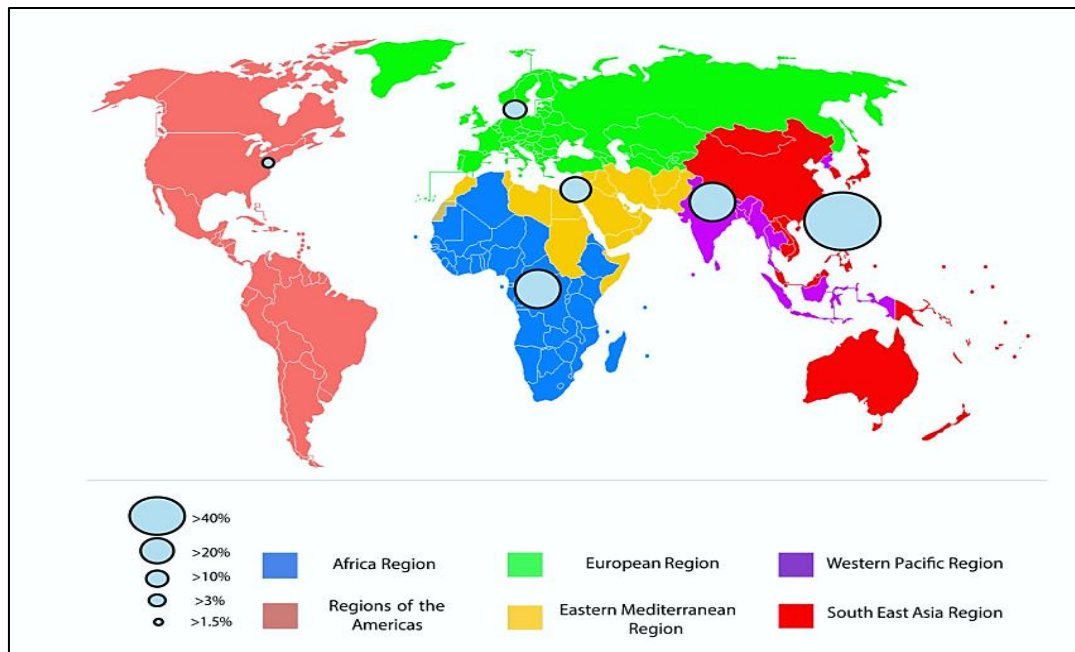 >40%
>20%
>10%
>3%
>1.5%
Africa Region
European Region
Western Pacific Region
Regions of the
Americas
Eastern Mediterranean
Region
South East Asia Region